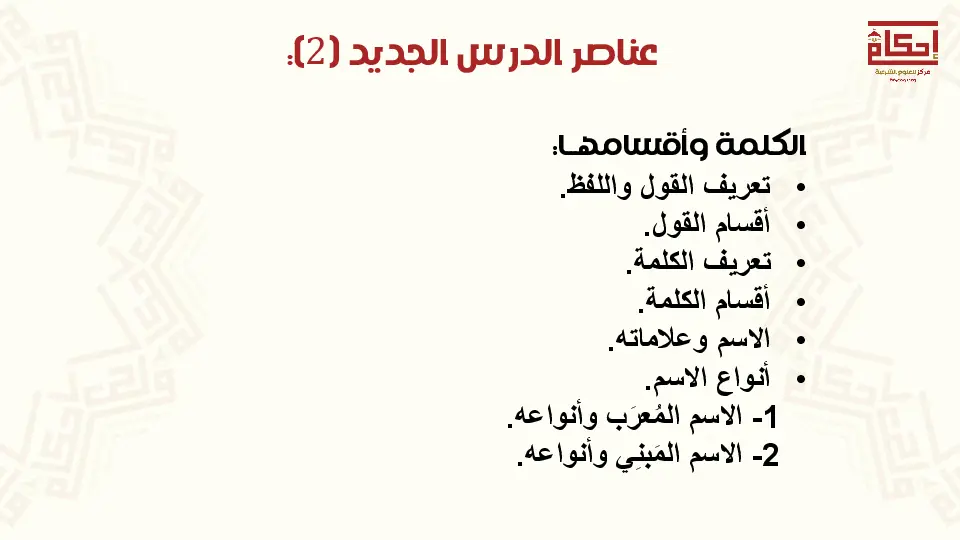 عناصر الدرس الجديد (2):
إحكام
مركز للعلوم الشرعية
الكلمة وأقسامها:
• تعريف القول واللفظ.
• أقسام القول.
• تعريف الكلمة.
• أقسام الكلمة.
• الاسم وعلاماته.
• أنواع الاسم.
1- الاسم المُعرَب وأنواعه.
2- الاسم المَبنِي وأنواعه.